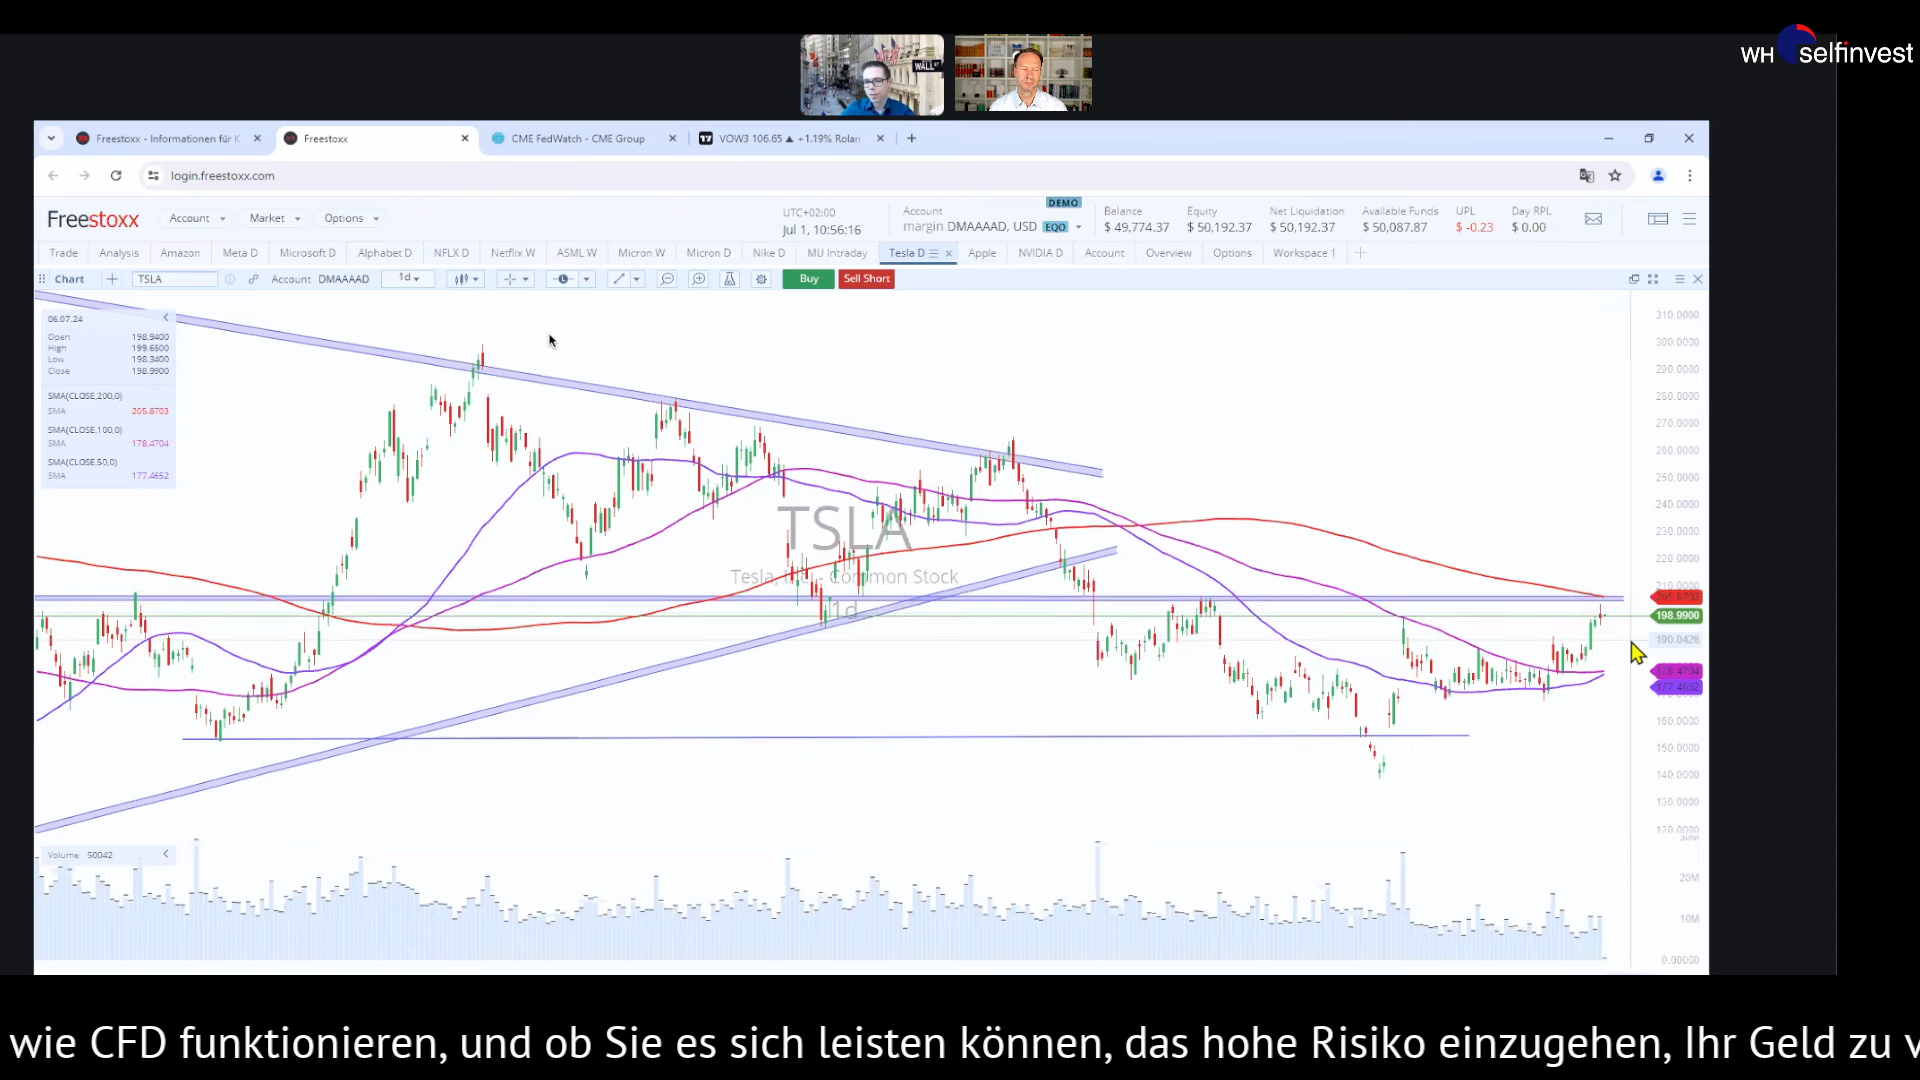 WH selfinvest
WALL ST
Freestoxx - Informationen für K
Freestoxx
CME FedWatch - CME Group
VOW3 106.65 ▲ +1.19% Rolan
login.freestoxx.com
Freestoxx
Account
Market
Options
UTC+02:00
Jul 1, 10:56:16
DEMO
Account
margin DMAAAAD, USD EQO
Balance
$ 49,774.37
Equity
$ 50,192.37
Net Liquidation
$ 50,192.37
Available Funds
$ 50,087.87
UPL
$ -0.23
Day RPL
$ 0.00
Trade Analysis Amazon Meta D Microsoft D Alphabet D NFLX D Netflix W ASML W Micron W Micron D Nike D MU Intraday Tesla D Apple NVIDIA D Account Overview Options Workspace 1
Chart TSLA Account DMAAAAD 1d Buy Sell Short
06.07.24
Open 198.9400
High 199.6500
Low 198.3400
Close 198.9900
SMA(CLOSE,200,0)
SMA 205.8703
SMA(CLOSE,100,0)
SMA 178.4704
SMA(CLOSE,50,0)
SMA 177.4652
TSLA
Tesla, Inc. - Common Stock
1d
310.0000
300.0000
290.0000
280.0000
270.0000
260.0000
250.0000
240.0000
230.0000
220.0000
210.0000
205.8703
198.9900
190.0426
178.4704
177.4652
160.0000
150.0000
140.0000
130.0000
120.0000
Volume 50042
30M
20M
10M
0.00000
wie CFD funktionieren, und ob Sie es sich leisten können, das hohe Risiko einzugehen, Ihr Geld zu v